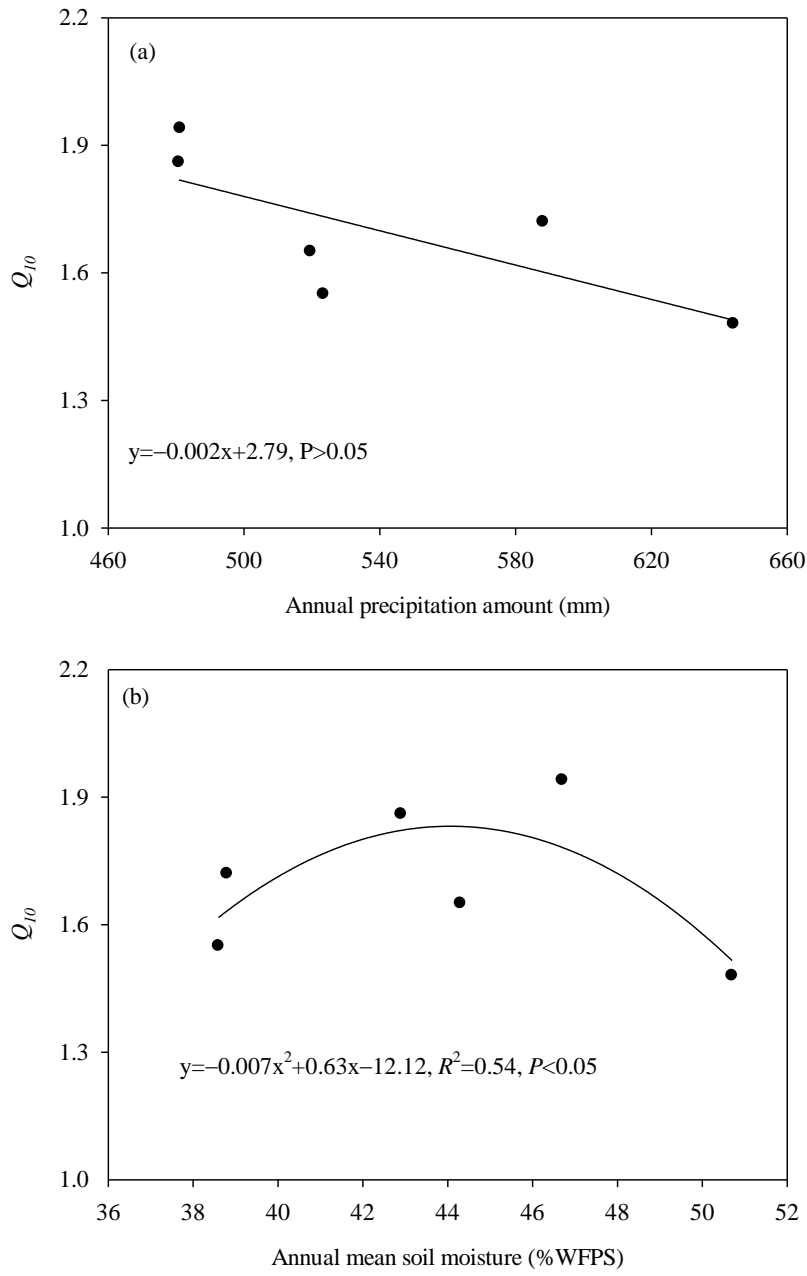 2.2
(a)
1.9
1.6
Q10
1.3
y=−0.002x+2.79, P>0.05
1.0
460 500 540 580 620 660
Annual precipitation amount (mm)
2.2
(b)
1.9
1.6
Q10
1.3
y=−0.007x²+0.63x−12.12, R²=0.54, P<0.05
1.0
36 38 40 42 44 46 48 50 52
Annual mean soil moisture (%WFPS)